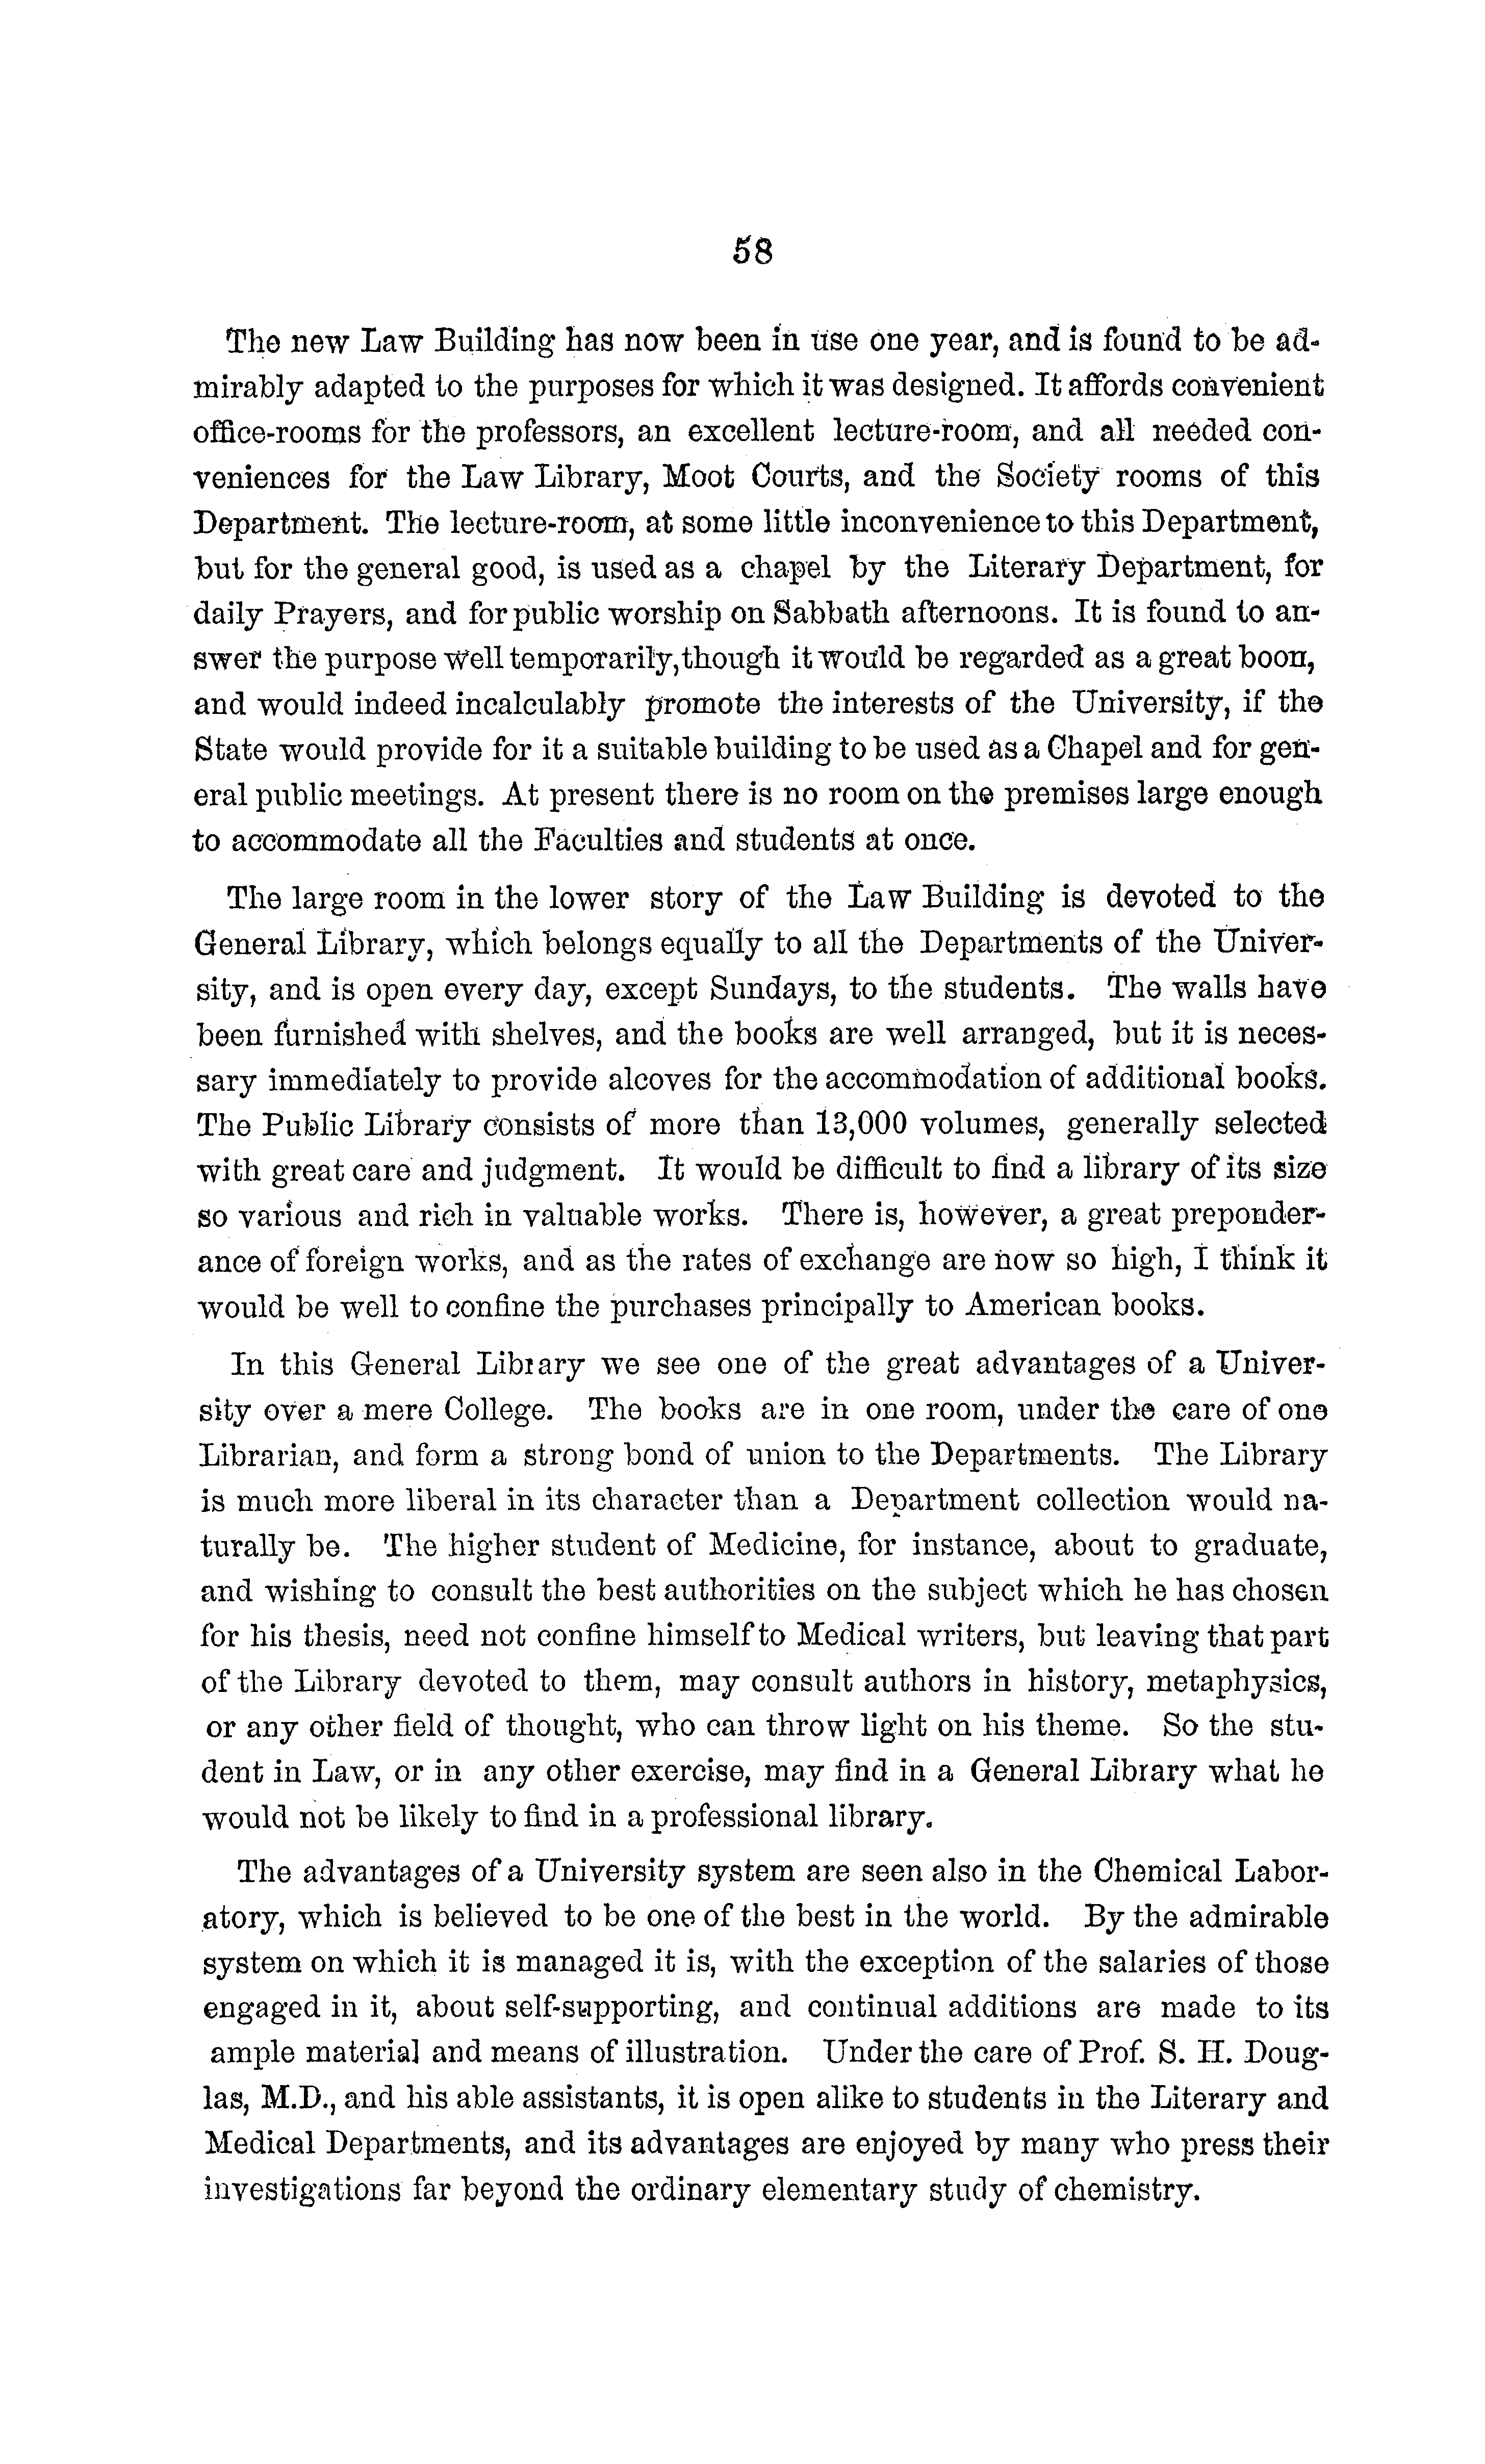 58
The new Law Building has now been in use one year, and is found to be ad-
mirably adapted to the purposes for which it was designed. It affords convenient
office-rooms for the professors, an excellent lecture-room, and all needed con-
veniences for the Law Library, Moot Courts, and the Society rooms of this
Department. The lecture-room, at some little inconvenience to this Department,
but for the general good, is used as a chapel by the Literary Department, for
daily Prayers, and for public worship on Sabbath afternoons. It is found to an-
swer the purpose well temporarily, though it would be regarded as a great boon,
and would indeed incalculably promote the interests of the University, if the
State would provide for it a suitable building to be used as a Chapel and for gen-
eral public meetings. At present there is no room on the premises large enough
to accommodate all the Faculties and students at once.
The large room in the lower story of the Law Building is devoted to the
General Library, which belongs equally to all the Departments of the Univer-
sity, and is open every day, except Sundays, to the students. The walls have
been furnished with shelves, and the books are well arranged, but it is neces-
sary immediately to provide alcoves for the accommodation of additional books.
The Public Library consists of more than 13,000 volumes, generally selected
with great care and judgment. It would be difficult to find a library of its size
so various and rich in valuable works. There is, however, a great preponder-
ance of foreign works, and as the rates of exchange are now so high, I think it
would be well to confine the purchases principally to American books.
In this General Library we see one of the great advantages of a Univer-
sity over a mere College. The books are in one room, under the care of one
Librarian, and form a strong bond of union to the Departments. The Library
is much more liberal in its character than a Department collection would na-
turally be. The higher student of Medicine, for instance, about to graduate,
and wishing to consult the best authorities on the subject which he has chosen
for his thesis, need not confine himself to Medical writers, but leaving that part
of the Library devoted to them, may consult authors in history, metaphysics,
or any other field of thought, who can throw light on his theme. So the stu-
dent in Law, or in any other exercise, may find in a General Library what he
would not be likely to find in a professional library.
The advantages of a University system are seen also in the Chemical Labor-
atory, which is believed to be one of the best in the world. By the admirable
system on which it is managed it is, with the exception of the salaries of those
engaged in it, about self-supporting, and continual additions are made to its
ample material and means of illustration. Under the care of Prof. S. H. Doug-
las, M.D., and his able assistants, it is open alike to students in the Literary and
Medical Departments, and its advantages are enjoyed by many who press their
investigations far beyond the ordinary elementary study of chemistry.